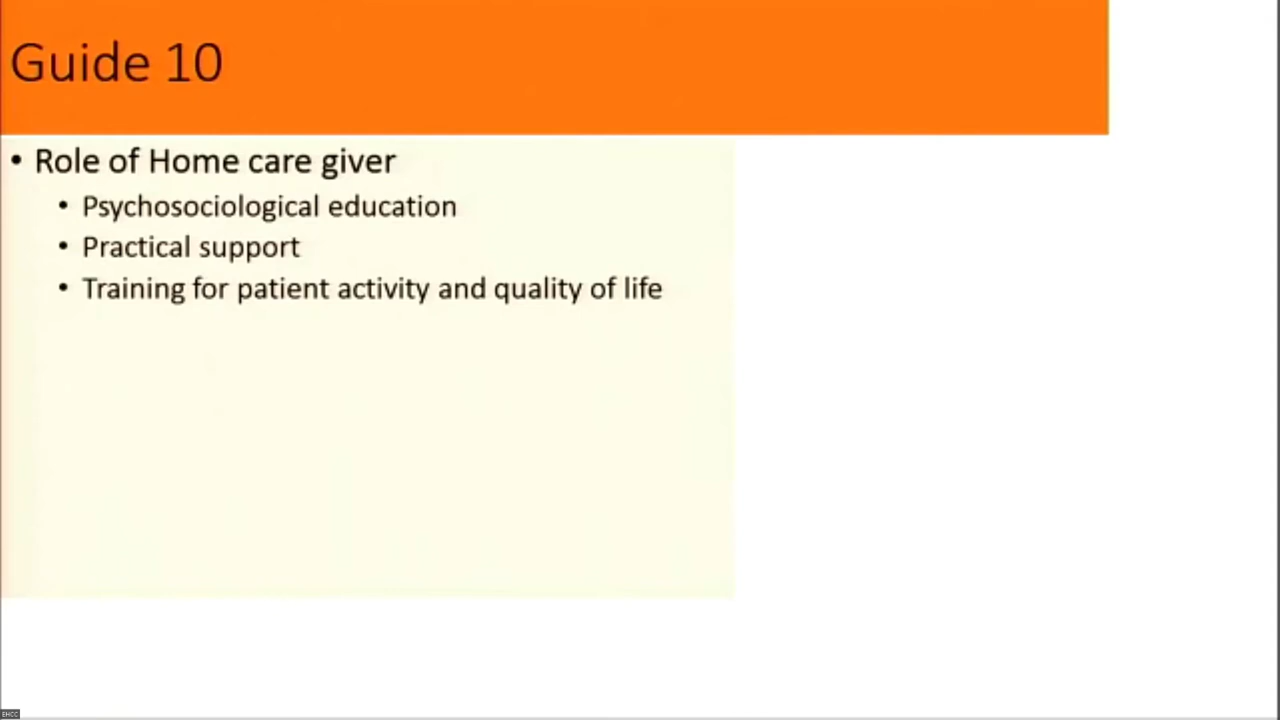 Guide 10
• Role of Home care giver
• Psychosociological education
• Practical support
• Training for patient activity and quality of life
EHCC